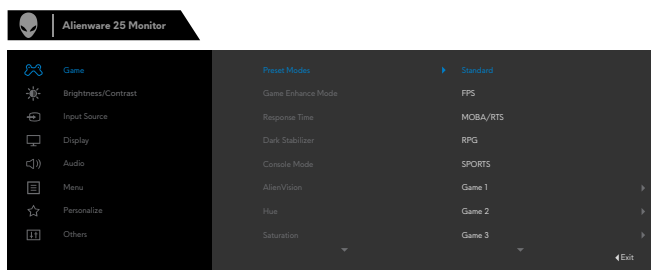 Alienware 25 Monitor
Game Preset Modes Standard
Brightness/Contrast Game Enhance Mode FPS
Input Source Response Time MOBA/RTS
Display Dark Stabilizer RPG
Audio Console Mode SPORTS
Menu AlienVision Game 1
Personalize Hue Game 2
Others Saturation Game 3
Exit